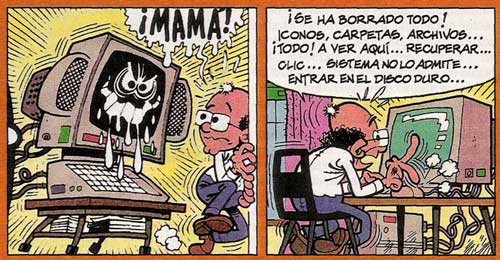 ¡MAMÁ!
¡SE HA BORRADO TODO!
ICONOS, CARPETAS, ARCHIVOS...
¡TODO! A VER AQUÍ... RECUPERAR...
CLIC... SISTEMA NO LO ADMITE...
ENTRAR EN EL DISCO DURO...